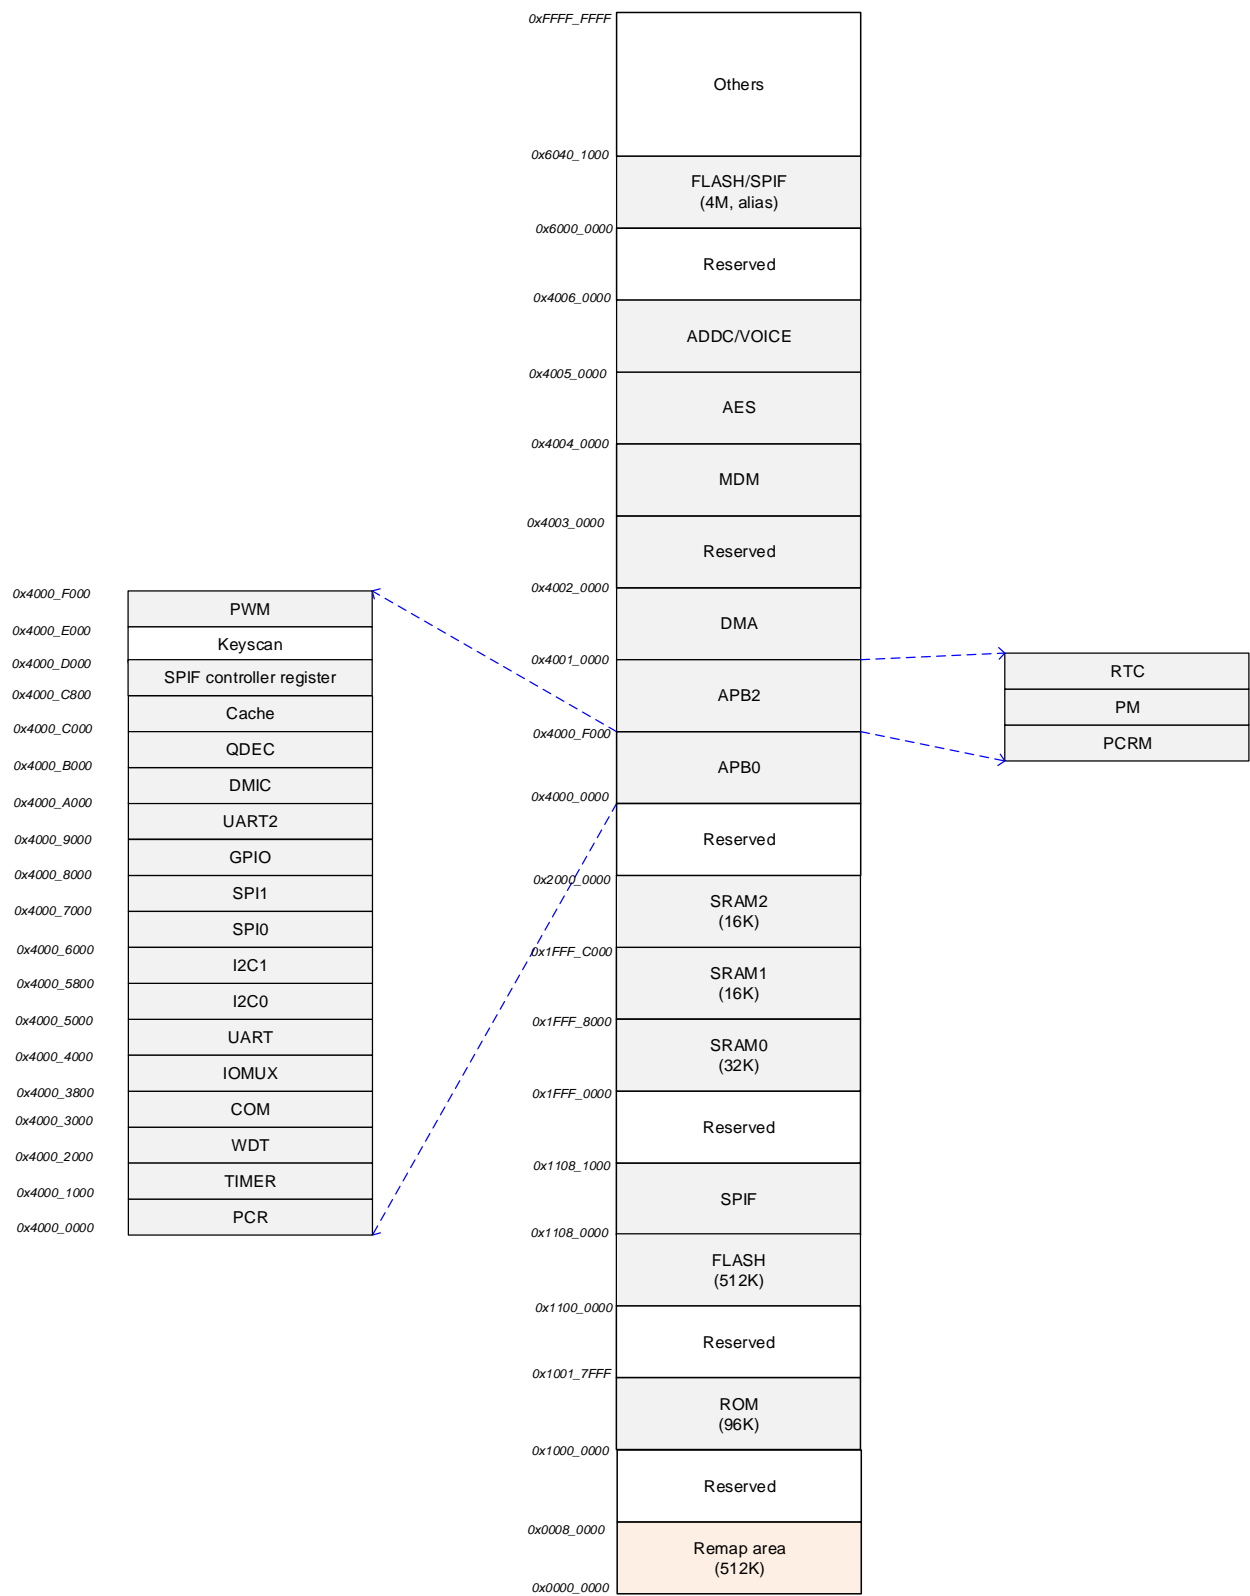 0xFFFF_FFFF
Others
0x6040_1000
FLASH/SPIF
(4M, alias)
0x6000_0000
Reserved
0x4006_0000
ADDC/VOICE
0x4005_0000
AES
0x4004_0000
MDM
0x4003_0000
Reserved
0x4002_0000
DMA
0x4001_0000
APB2
0x4000_F000
APB0
0x4000_0000
Reserved
0x2000_0000
SRAM2
(16K)
0x1FFF_C000
SRAM1
(16K)
0x1FFF_8000
SRAM0
(32K)
0x1FFF_0000
Reserved
0x1108_1000
SPIF
0x1108_0000
FLASH
(512K)
0x1100_0000
Reserved
0x1001_7FFF
ROM
(96K)
0x1000_0000
Reserved
0x0008_0000
Remap area
(512K)
0x0000_0000
0x4000_F000
PWM
0x4000_E000
Keyscan
0x4000_D000
SPIF controller register
0x4000_C800
Cache
0x4000_C000
QDEC
0x4000_B000
DMIC
0x4000_A000
UART2
0x4000_9000
GPIO
0x4000_8000
SPI1
0x4000_7000
SPI0
0x4000_6000
I2C1
0x4000_5800
I2C0
0x4000_5000
UART
0x4000_4000
IOMUX
0x4000_3800
COM
0x4000_3000
WDT
0x4000_2000
TIMER
0x4000_1000
PCR
0x4000_0000
RTC
PM
PCRM